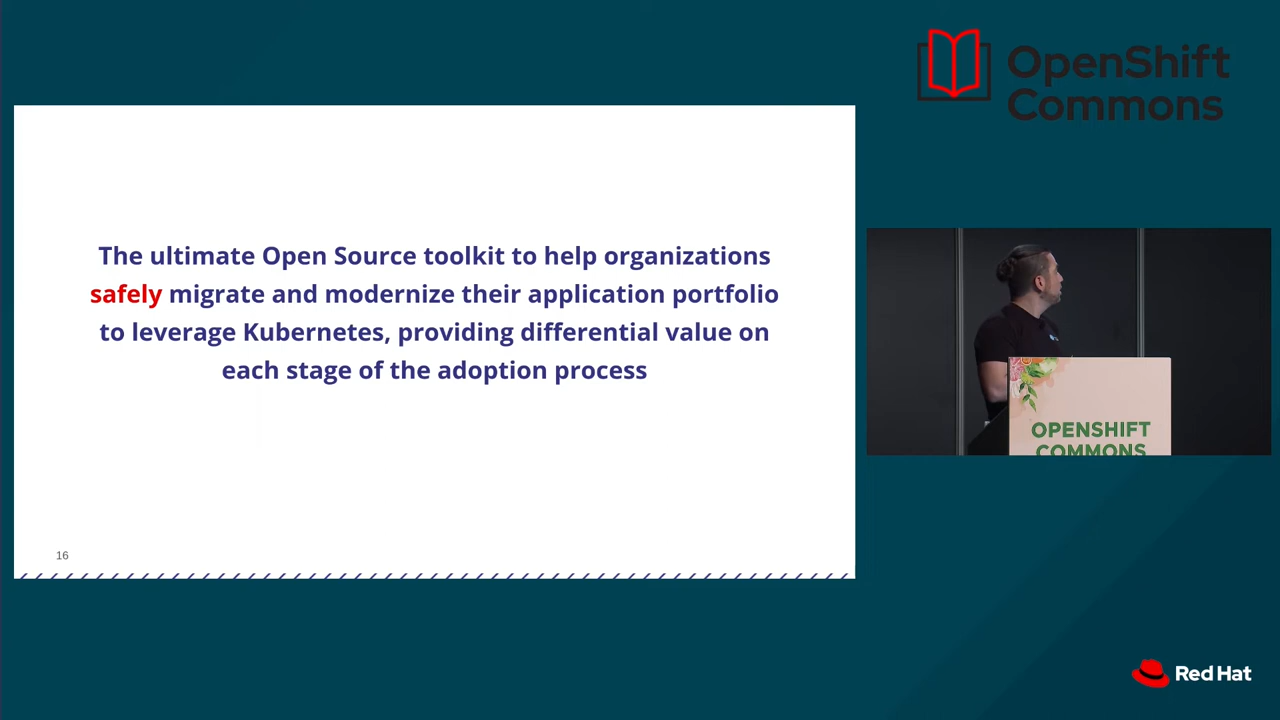 OpenShift
Commons
The ultimate Open Source toolkit to help organizations
safely migrate and modernize their application portfolio
to leverage Kubernetes, providing differential value on
each stage of the adoption process
OPENSHIFT
COMMONS
16
Red Hat